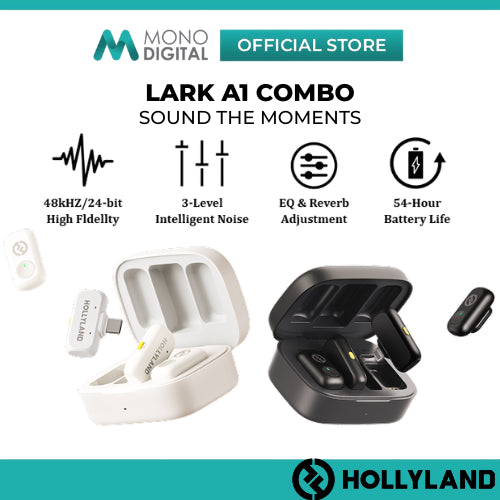 MONO
DIGITAL
OFFICIAL STORE
LARK A1 COMBO
SOUND THE MOMENTS
48kHZ/24-bit
High Fldellty
3-Level
Intelligent Noise
EQ & Reverb
Adjustment
54-Hour
Battery Life
HOLLYLAND
HOLLYLAND
HOLLYLAND